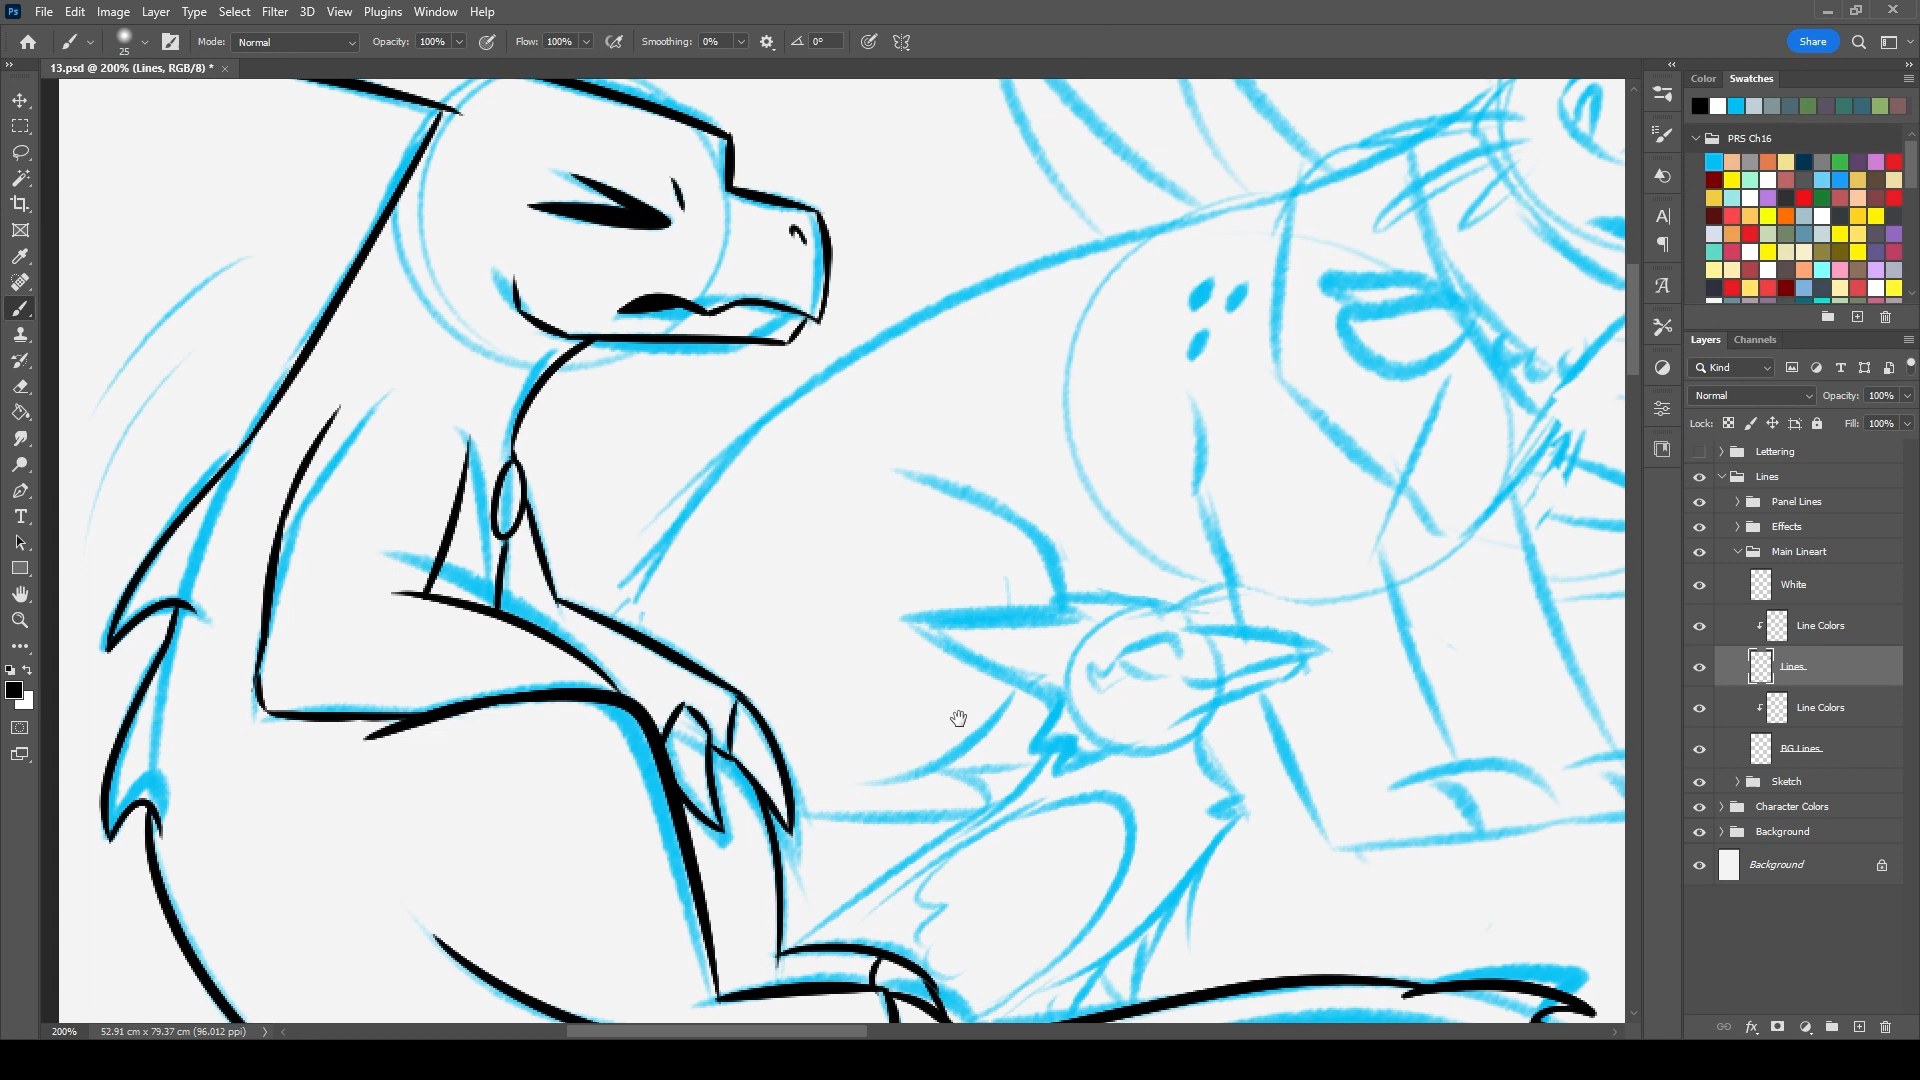 Ps File Edit Image Layer Type Select Filter 3D View Plugins Window Help
25 Mode: Normal Opacity: 100% Flow: 100% Smoothing: 0% 0° Share
13.psd @ 200% (Lines, RGB/8) *
Color Swatches
PRS Ch16
Layers Channels
Kind
Normal Opacity: 100%
Lock: Fill: 100%
Lettering
Lines
Panel Lines
Effects
Main Lineart
White
Line Colors
Lines
Line Colors
BG Lines
Sketch
Character Colors
Background
Background
200% 52.91 cm x 79.37 cm (96.012 ppi)